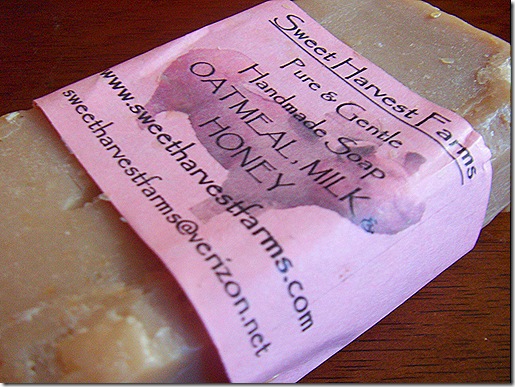 Sweet Harvest Farms
Pure & Gentle
Handmade Soap
OATMEAL, MILK &
HONEY
www.sweetharvestfarms.com
sweetharvestfarms@verizon.net